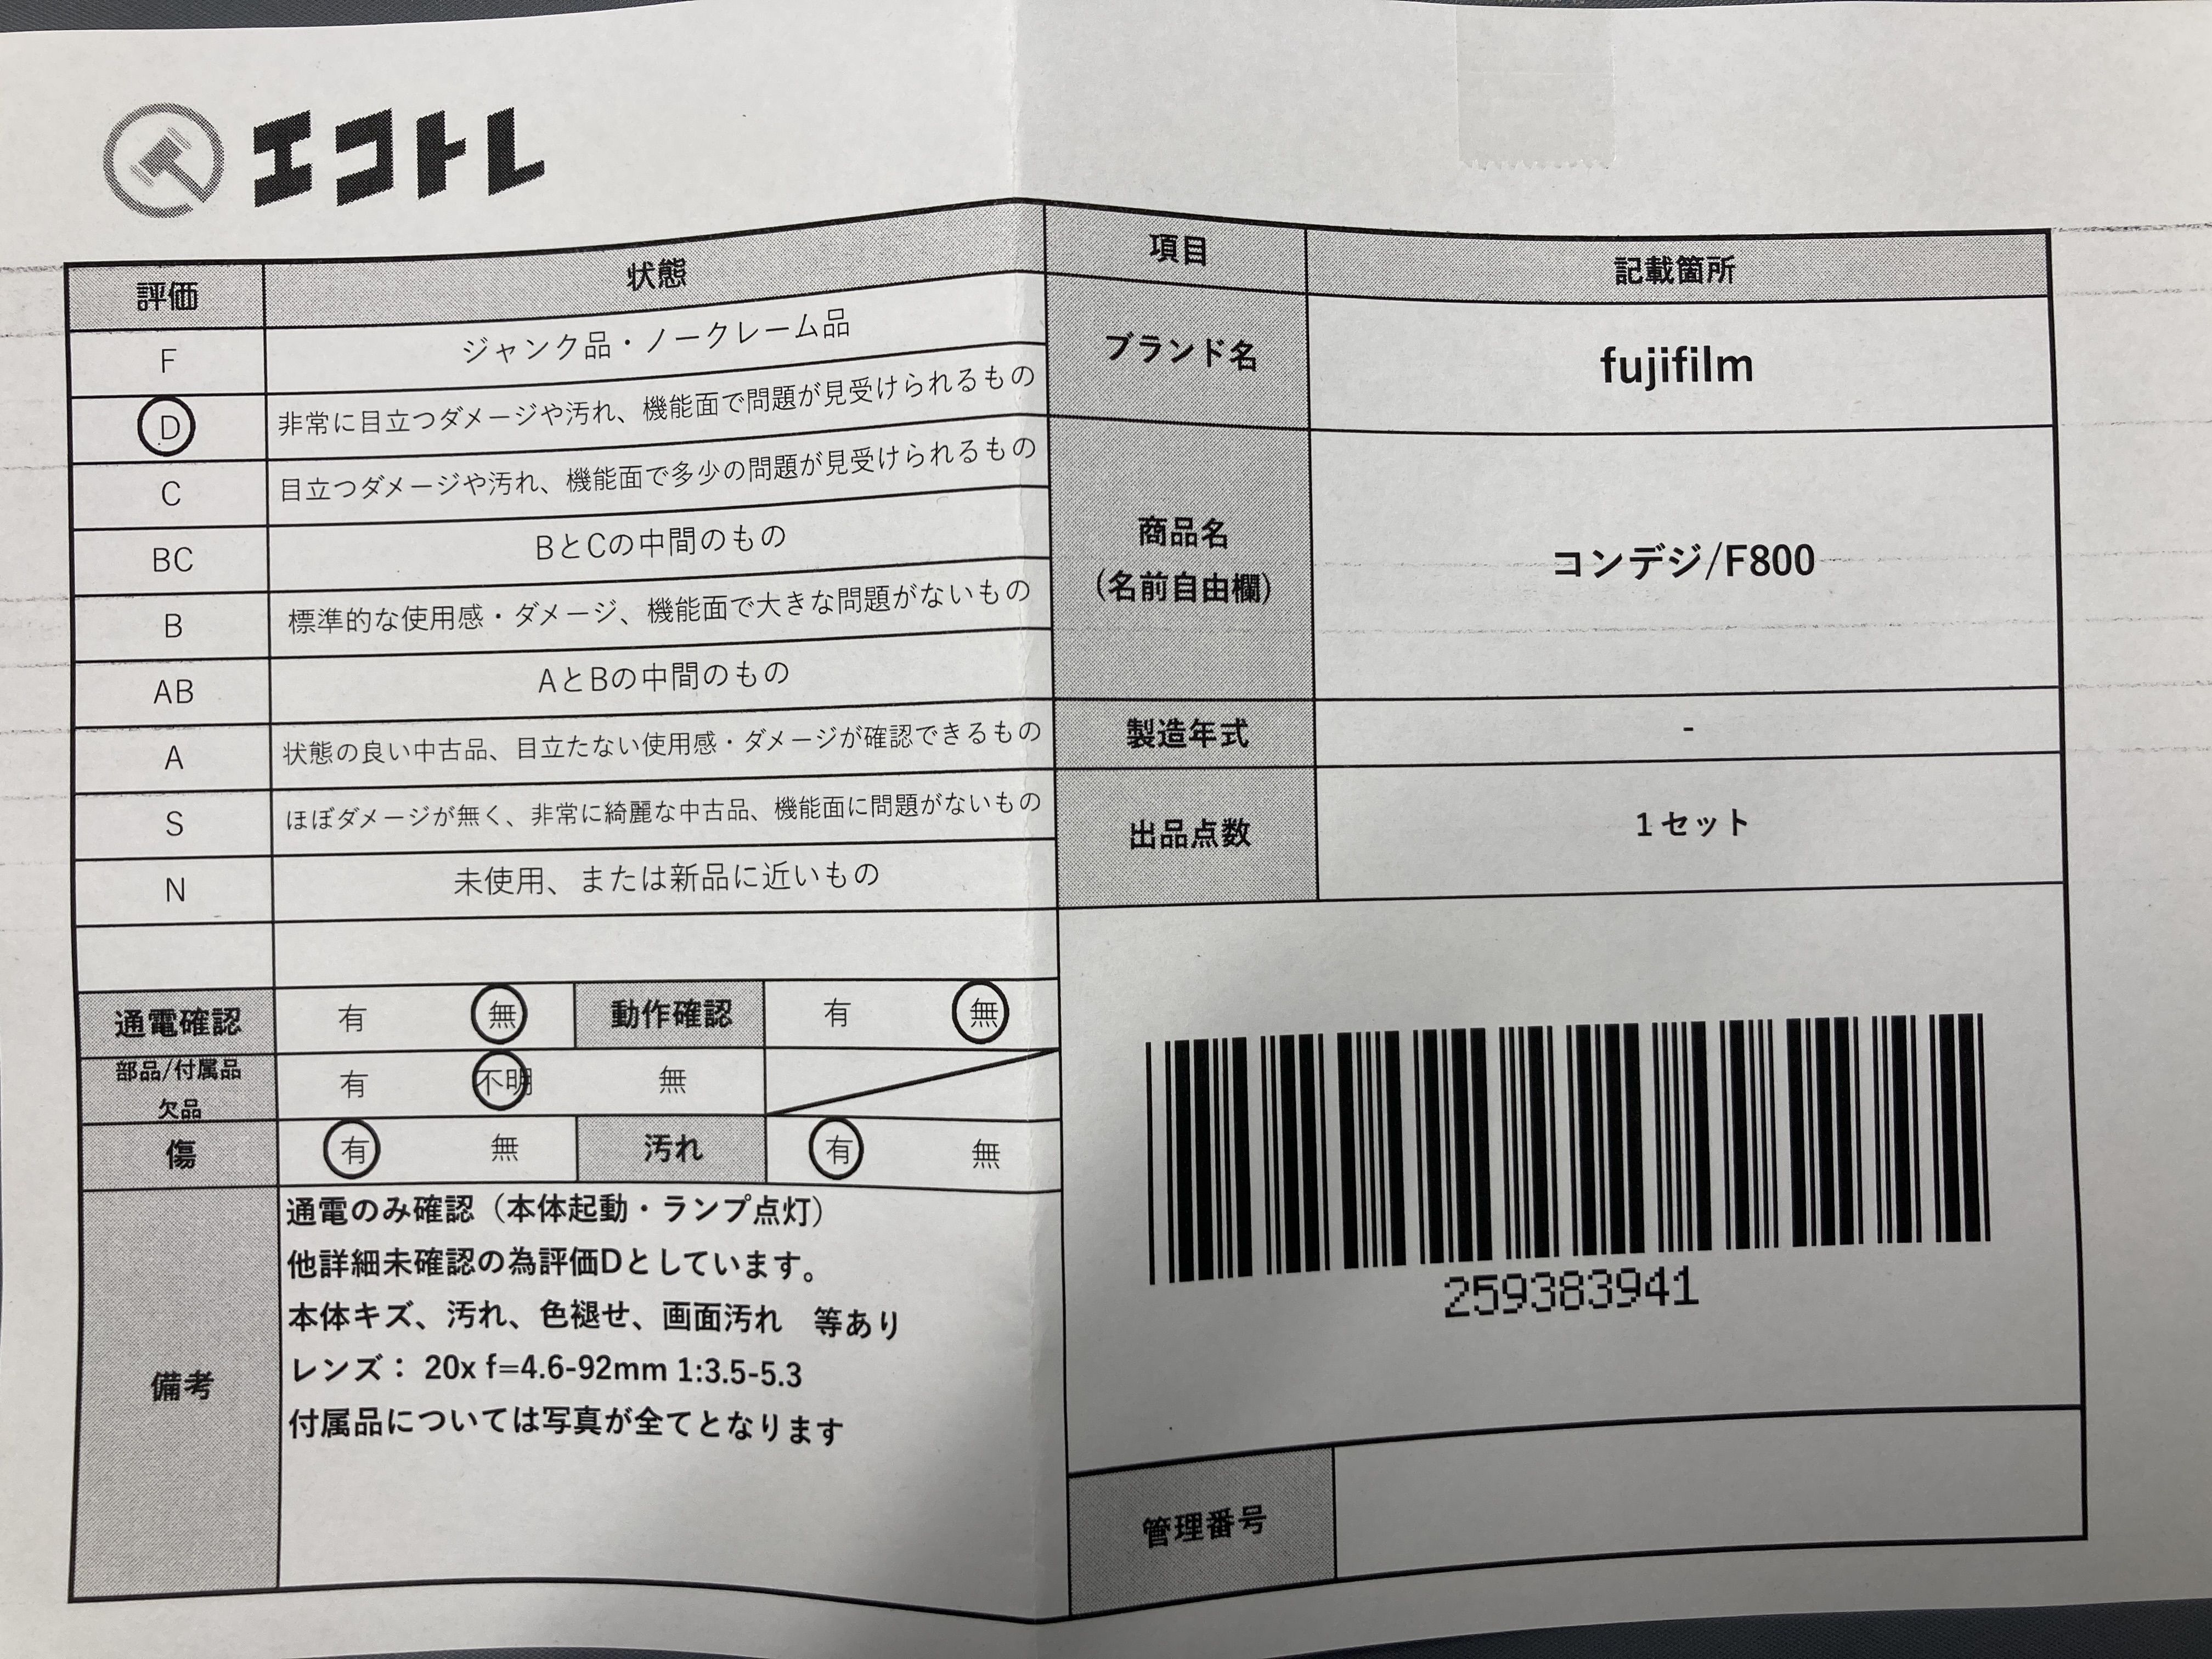 エコトレ
評価 状態
F ジャンク品・ノークレーム品
D 非常に目立つダメージや汚れ、機能面で問題が見受けられるもの
C 目立つダメージや汚れ、機能面で多少の問題が見受けられるもの
BC BとCの中間のもの
B 標準的な使用感・ダメージ、機能面で大きな問題がないもの
AB AとBの中間のもの
A 状態の良い中古品、目立たない使用感・ダメージが確認できるもの
S ほぼダメージが無く、非常に綺麗な中古品、機能面に問題がないもの
N 未使用、または新品に近いもの
通電確認 有 無 動作確認 有 無
部品/付属品
欠品 有 不明 無
傷 有 無 汚れ 有 無
備考
通電のみ確認（本体起動・ランプ点灯）
他詳細未確認の為評価Dとしています。
本体キズ、汚れ、色褪せ、画面汚れ　等あり
レンズ： 20x f=4.6-92mm 1:3.5-5.3
付属品については写真が全てとなります
項目 記載箇所
ブランド名 fujifilm
商品名
（名前自由欄） コンデジ/F800
製造年式 -
出品点数 1セット
259383941
管理番号